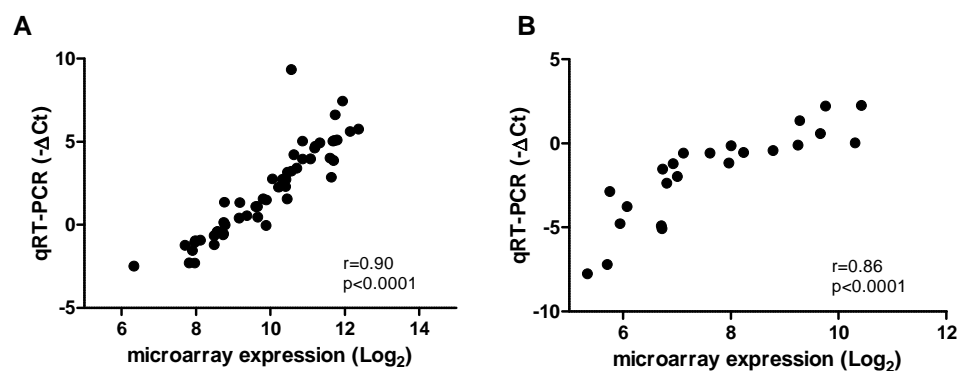 A
qRT-PCR (-ΔCt)
10
5
0
-5
r=0.90
p<0.0001
6 8 10 12 14
microarray expression (Log₂)
B
qRT-PCR (-ΔCt)
5
0
-5
-10
r=0.86
p<0.0001
6 8 10 12
microarray expression (Log₂)